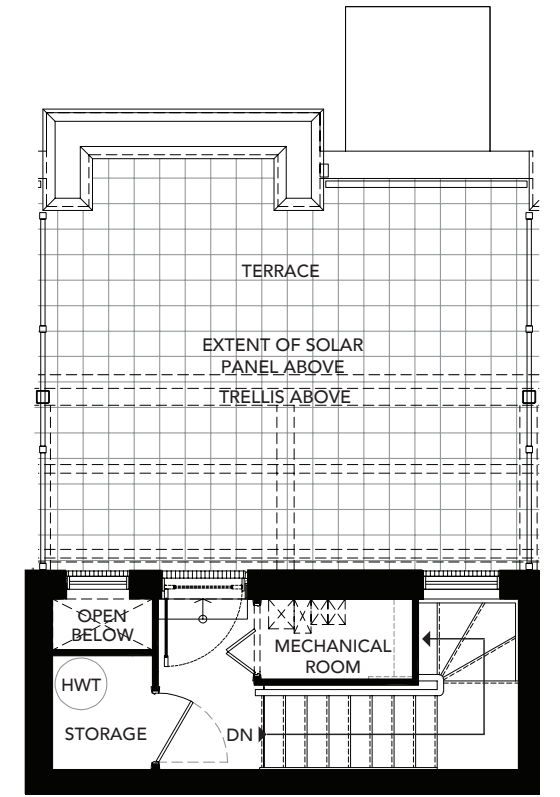 TERRACE
EXTENT OF SOLAR
PANEL ABOVE
TRELLIS ABOVE
OPEN
BELOW
MECHANICAL
ROOM
HWT
STORAGE
DN